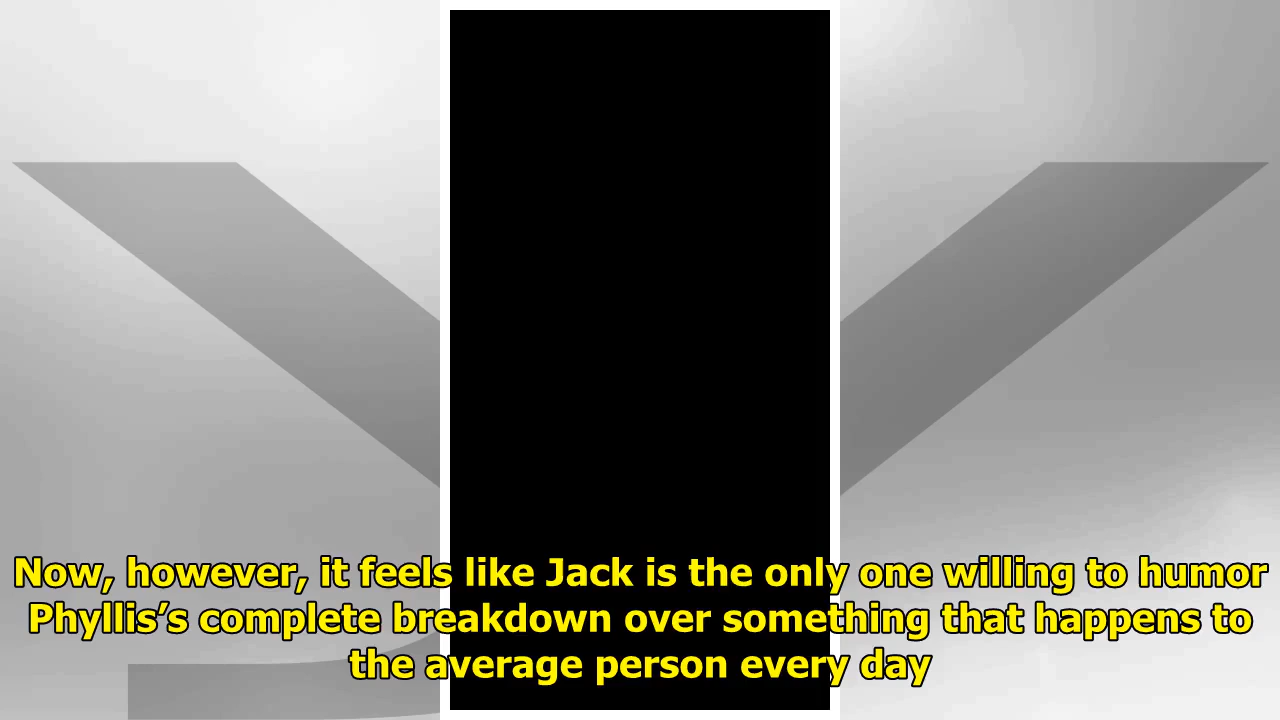 Now, however, it feels like Jack is the only one willing to humor
Phyllis’s complete breakdown over something that happens to
the average person every day